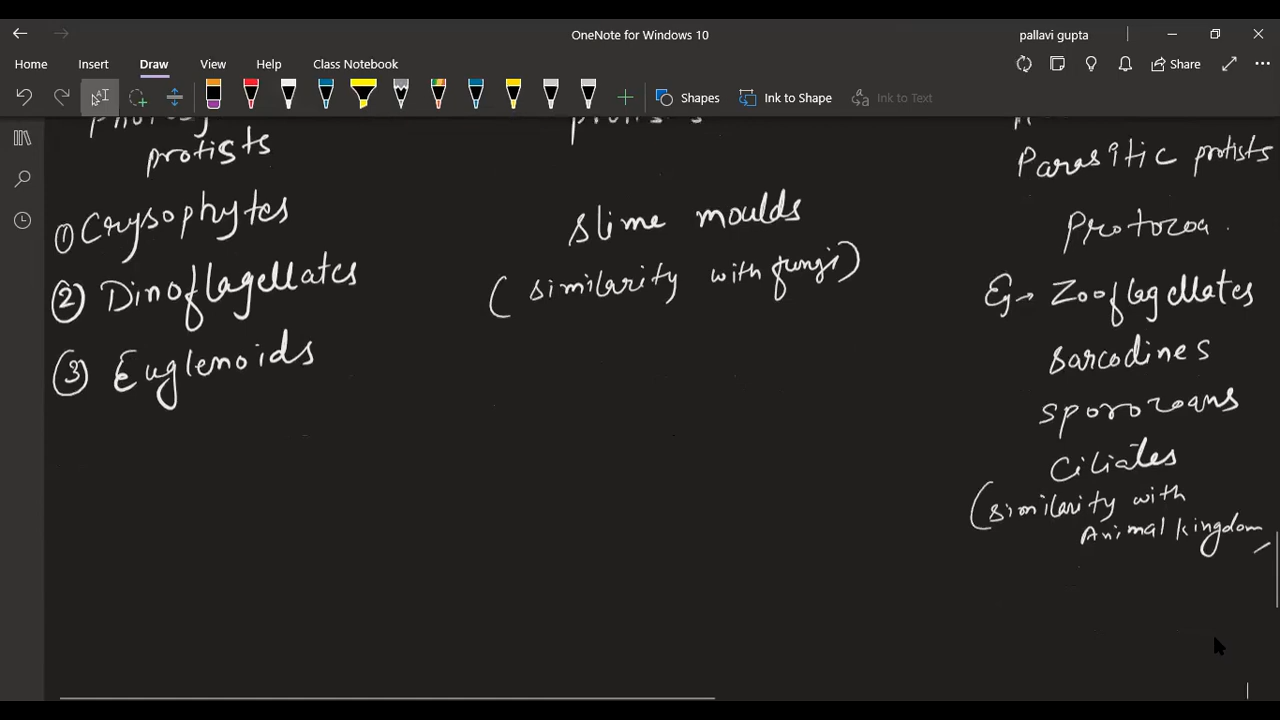 OneNote for Windows 10
pallavi gupta
Home Insert Draw View Help Class Notebook
Share
Shapes Ink to Shape Ink to Text
protists
① Crysophytes
② Dinoflagellates
③ Euglenoids
slime moulds
(similarity with fungi)
Parasitic protists
Protozoa
Eg → Zooflagellates
sarcodines
sporozoans
ciliates
(similarity with
Animal kingdom